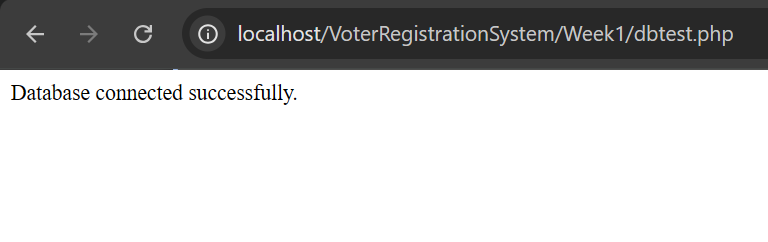 localhost/VoterRegistrationSystem/Week1/dbtest.php
Database connected successfully.